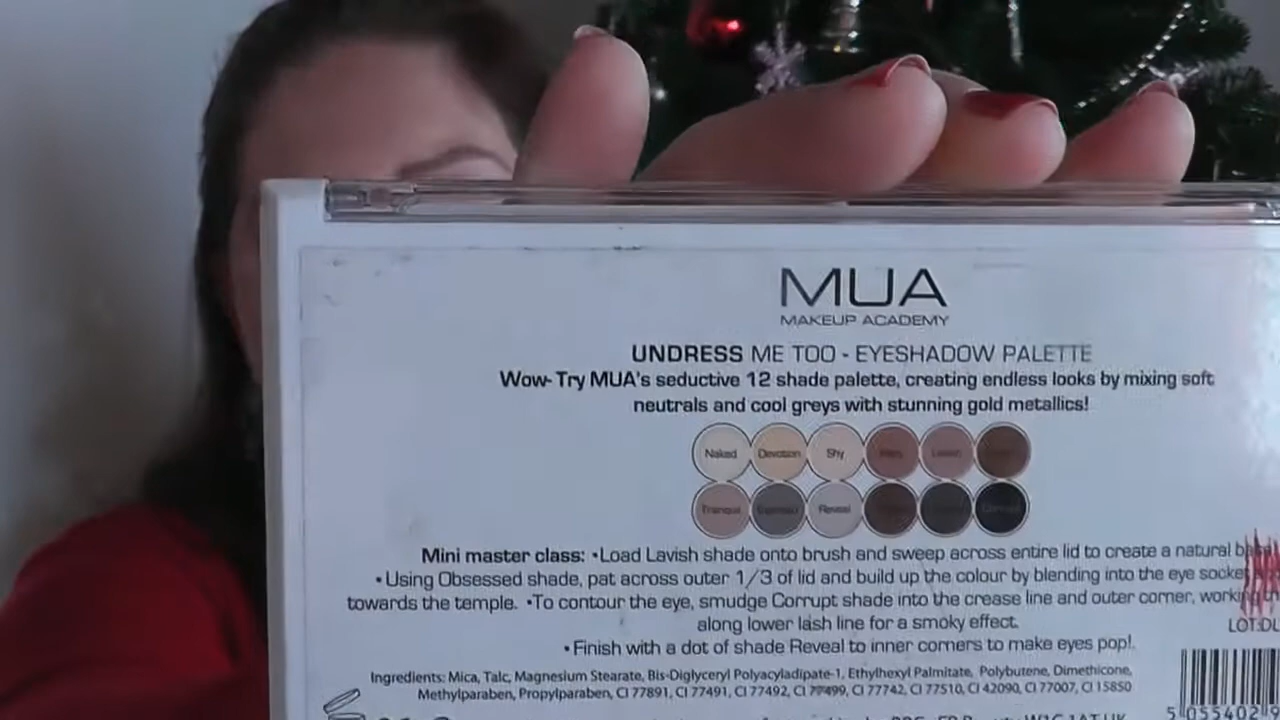 MUA
MAKEUP ACADEMY
UNDRESS ME TOO - EYESHADOW PALETTE
Wow- Try MUA's seductive 12 shade palette, creating endless looks by mixing soft
neutrals and cool greys with stunning gold metallics!
Naked Devotion Shy
Tranquil Reveal Corrupt
Mini master class: •Load Lavish shade onto brush and sweep across entire lid to create a natural
•Using Obsessed shade, pat across outer 1/3 of lid and build up the colour by blending into the eye socket
towards the temple. •To contour the eye, smudge Corrupt shade into the crease line and outer corner, working
along lower lash line for a smoky effect.
•Finish with a dot of shade Reveal to inner corners to make eyes pop!.
LOT:DL
Ingredients: Mica, Talc, Magnesium Stearate, Bis-Diglyceryl Polyacyladipate-1, Ethylhexyl Palmitate, Polybutene, Dimethicone,
Methylparaben, Propylparaben, CI 77891, CI 77491, CI 77492, CI 77499, CI 77742, CI 77510, CI 42090, CI 77007, CI 15850
5 055402 9